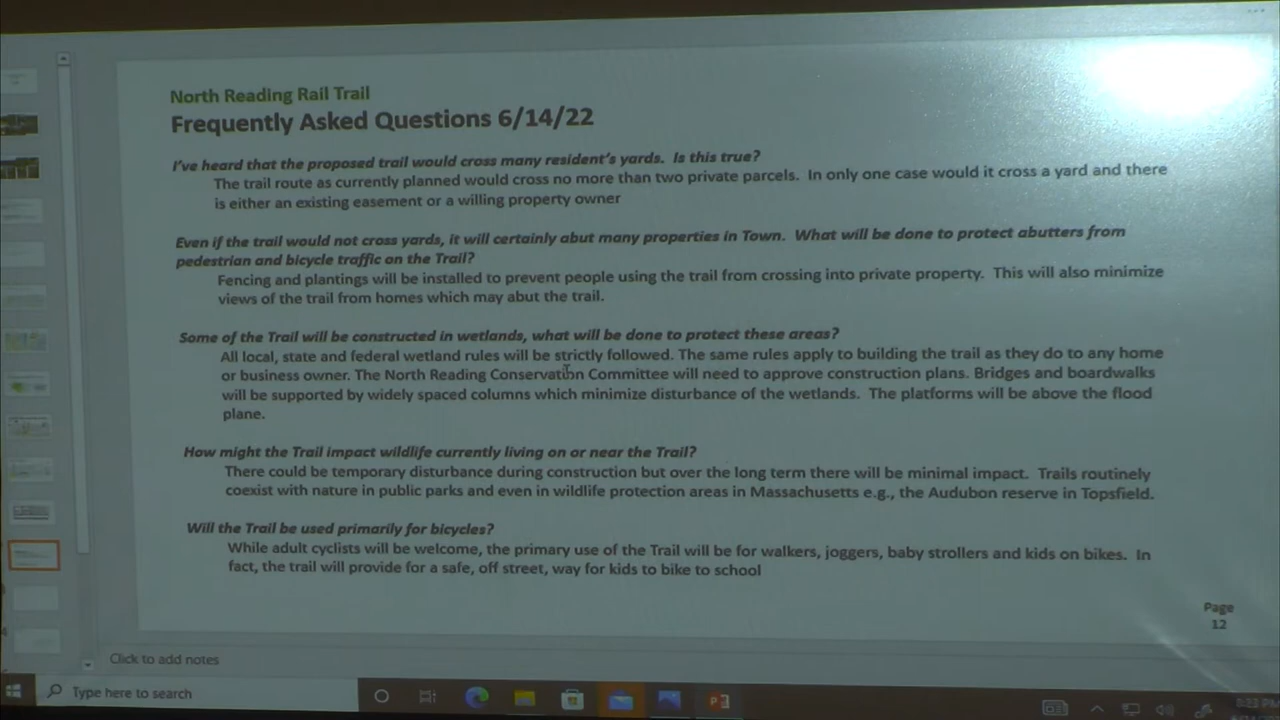 North Reading Rail Trail
Frequently Asked Questions 6/14/22
I've heard that the proposed trail would cross many resident's yards.  Is this true?
The trail route as currently planned would cross no more than two private parcels.  In only one case would it cross a yard and there
is either an existing easement or a willing property owner
Even if the trail would not cross yards, it will certainly abut many properties in Town.  What will be done to protect abutters from
pedestrian and bicycle traffic on the Trail?
Fencing and plantings will be installed to prevent people using the trail from crossing into private property.  This will also minimize
views of the trail from homes which may abut the trail.
Some of the Trail will be constructed in wetlands, what will be done to protect these areas?
All local, state and federal wetland rules will be strictly followed. The same rules apply to building the trail as they do to any home
or business owner. The North Reading Conservation Committee will need to approve construction plans. Bridges and boardwalks
will be supported by widely spaced columns which minimize disturbance of the wetlands.  The platforms will be above the flood
plane.
How might the Trail impact wildlife currently living on or near the Trail?
There could be temporary disturbance during construction but over the long term there will be minimal impact.  Trails routinely
coexist with nature in public parks and even in wildlife protection areas in Massachusetts e.g., the Audubon reserve in Topsfield.
Will the Trail be used primarily for bicycles?
While adult cyclists will be welcome, the primary use of the Trail will be for walkers, joggers, baby strollers and kids on bikes.  In
fact, the trail will provide for a safe, off street, way for kids to bike to school
Page
12
Click to add notes
Type here to search